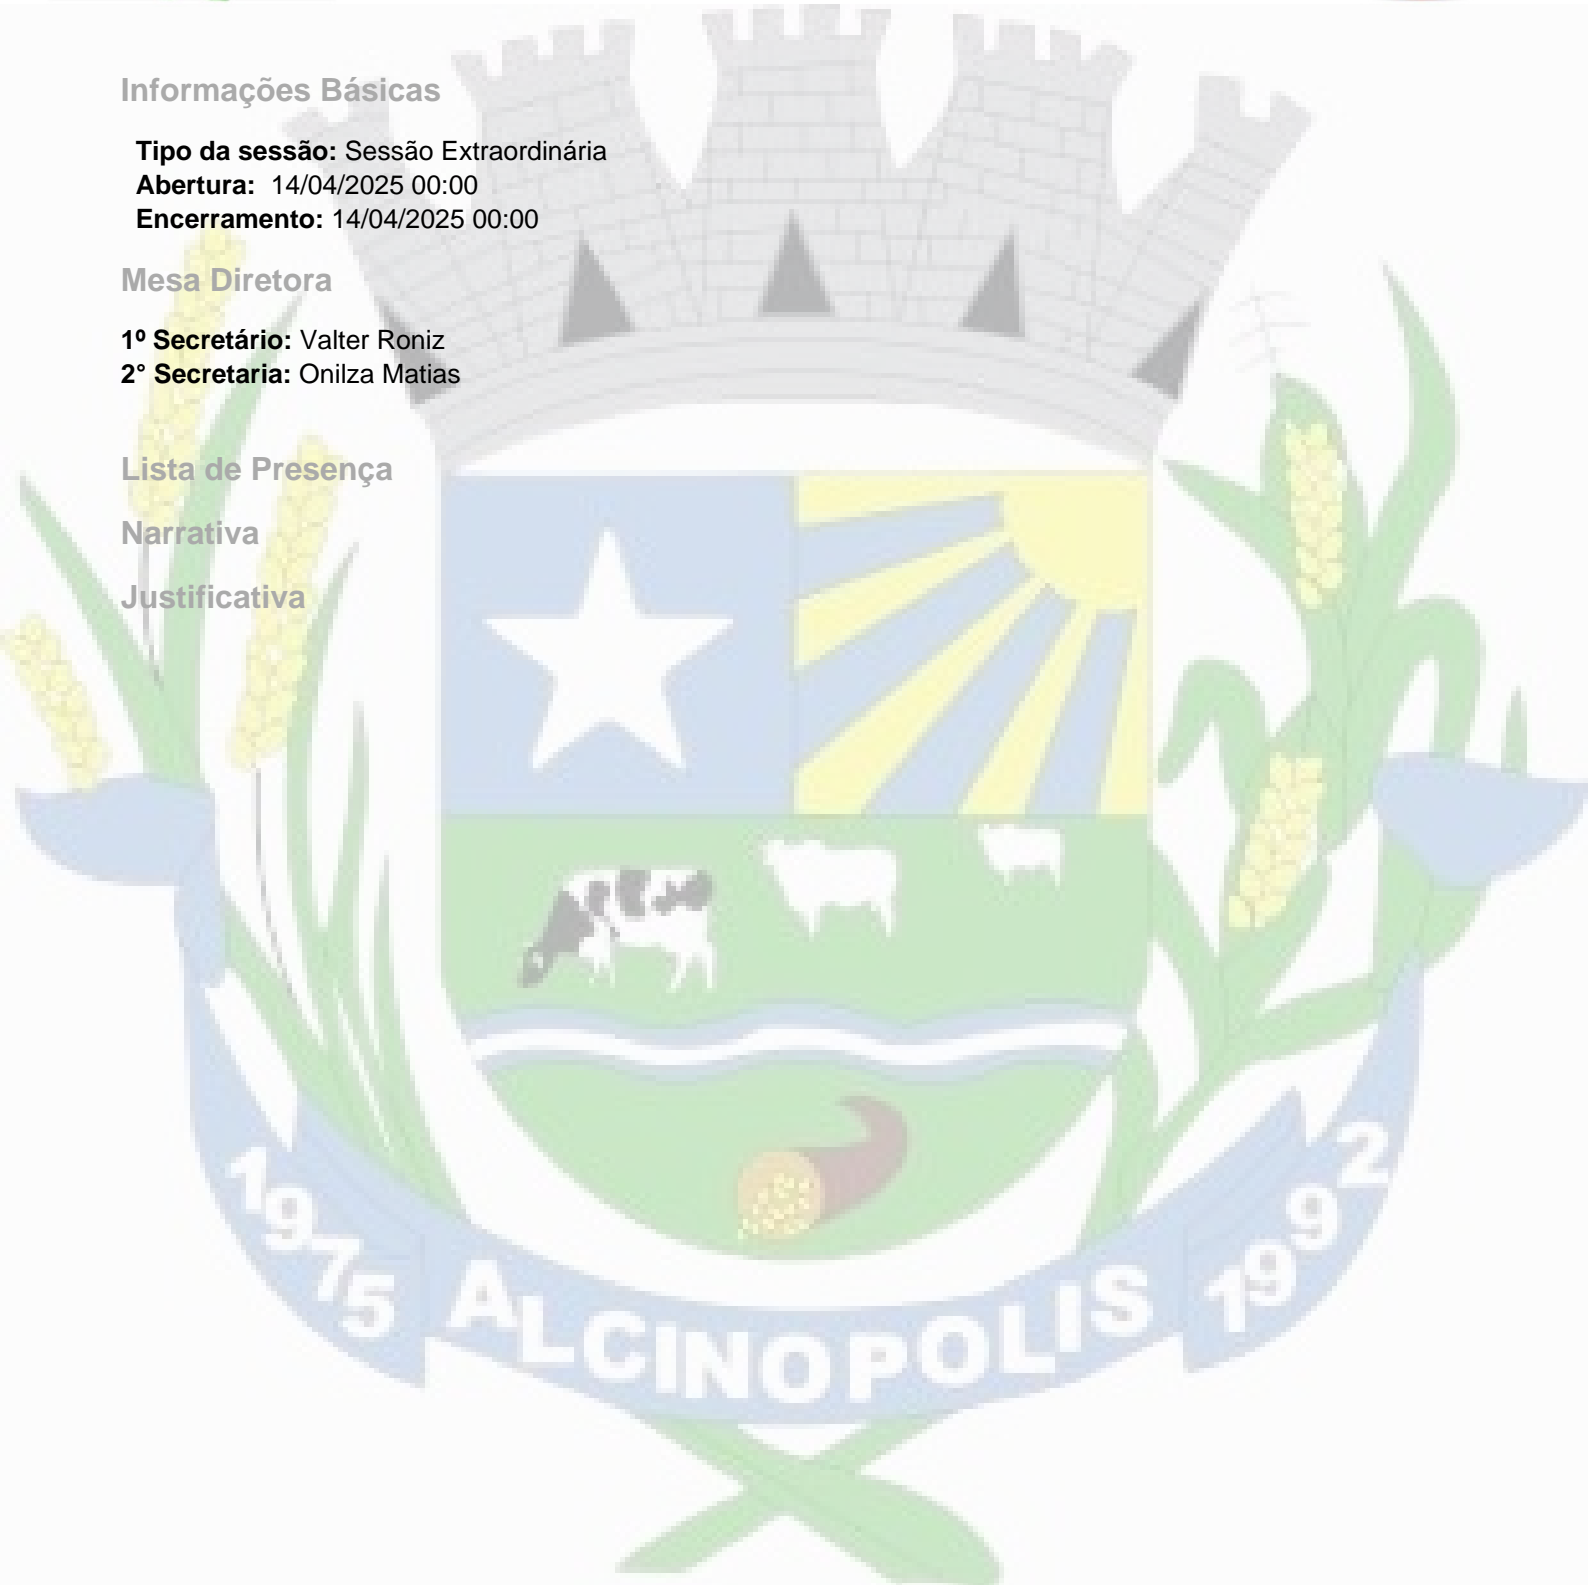 Informações Básicas
Tipo da sessão: Sessão Extraordinária
Abertura: 14/04/2025 00:00
Encerramento: 14/04/2025 00:00
Mesa Diretora
1º Secretário: Valter Roniz
2° Secretaria: Onilza Matias
Lista de Presença
Narrativa
Justificativa
1975 ALCINOPOLIS 1992